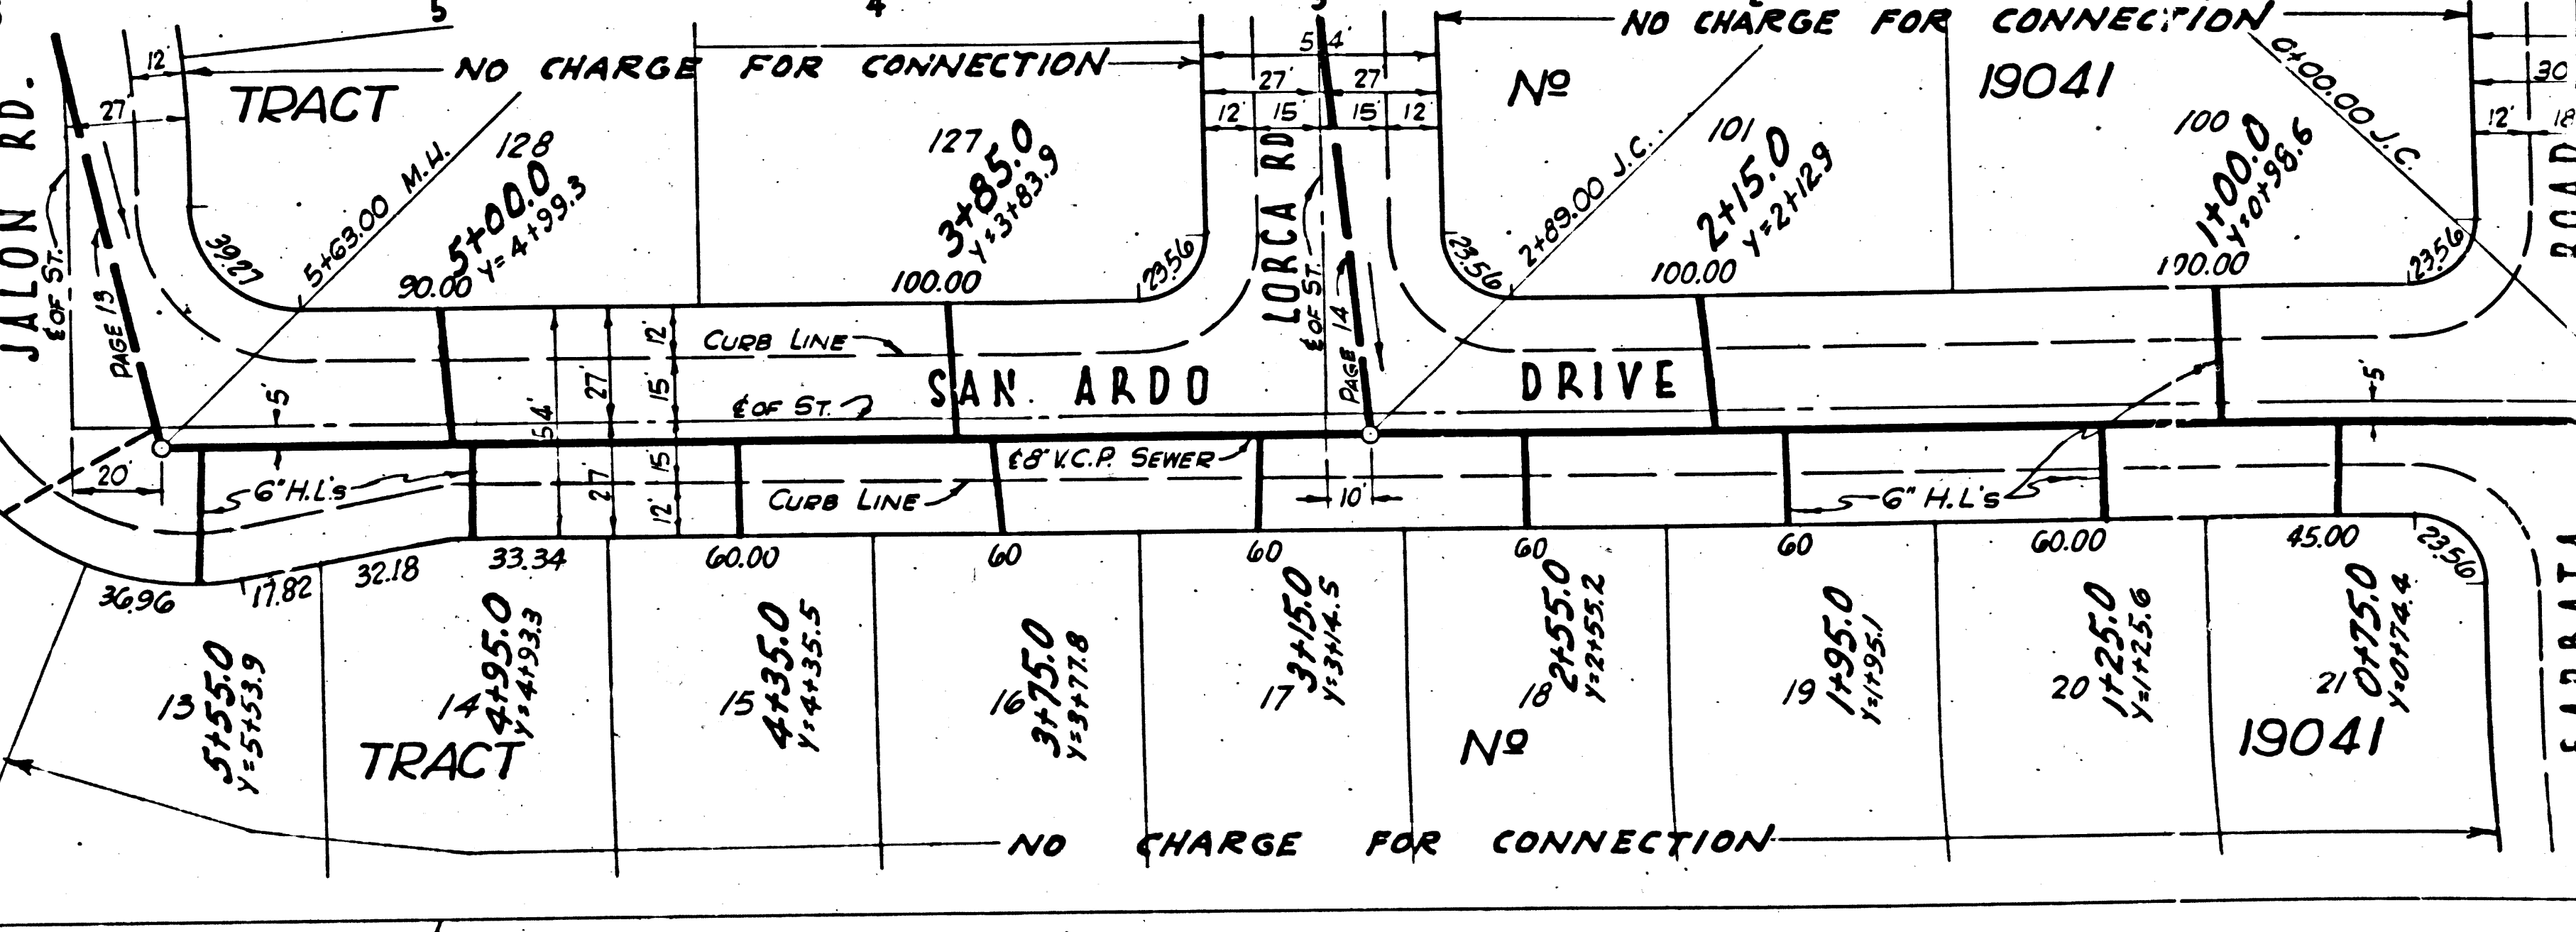 5
4
NO CHARGE FOR CONNECTION
NO CHARGE FOR CONNECTION
12'
27'
TRACT
54'
27' 27'
12' 15' 15' 12'
Nº
19041
30
12' 18
JALON RD.
℄ OF ST.
PAGE 13
5+63.00 M.H.
128
5+00.0
Y=4+99.3
127
3+85.0
Y=3+83.9
LORCA RD
℄ OF ST.
PAGE 14
2+89.00 J.C.
101
2+15.0
Y=2+12.9
100
1+00.0
Y=0+98.6
0+00.00 J.C.
ROAD
39.27
90.00
100.00
23.56
23.56
100.00
100.00
23.56
CURB LINE
12'
15'
27'
54'
SAN ARDO DRIVE
℄ OF ST.
5'
5'
20'
6" H.L's
15'
27'
12'
CURB LINE
℄ 8" V.C.P. SEWER
10'
6" H.L's
36.96
17.82
32.18
33.34
60.00
60
60
60
60
60.00
45.00
23.56
SABBATA
13
5+55.0
Y=5+53.9
14
4+95.0
Y=4+93.3
15
4+35.0
Y=4+35.5
16
3+75.0
Y=3+77.8
17
3+15.0
Y=3+14.5
18
2+55.0
Y=2+55.2
19
1+95.0
Y=1+95.1
20
1+25.0
Y=1+25.6
21
0+75.0
Y=0+74.4
TRACT Nº 19041
NO CHARGE FOR CONNECTION